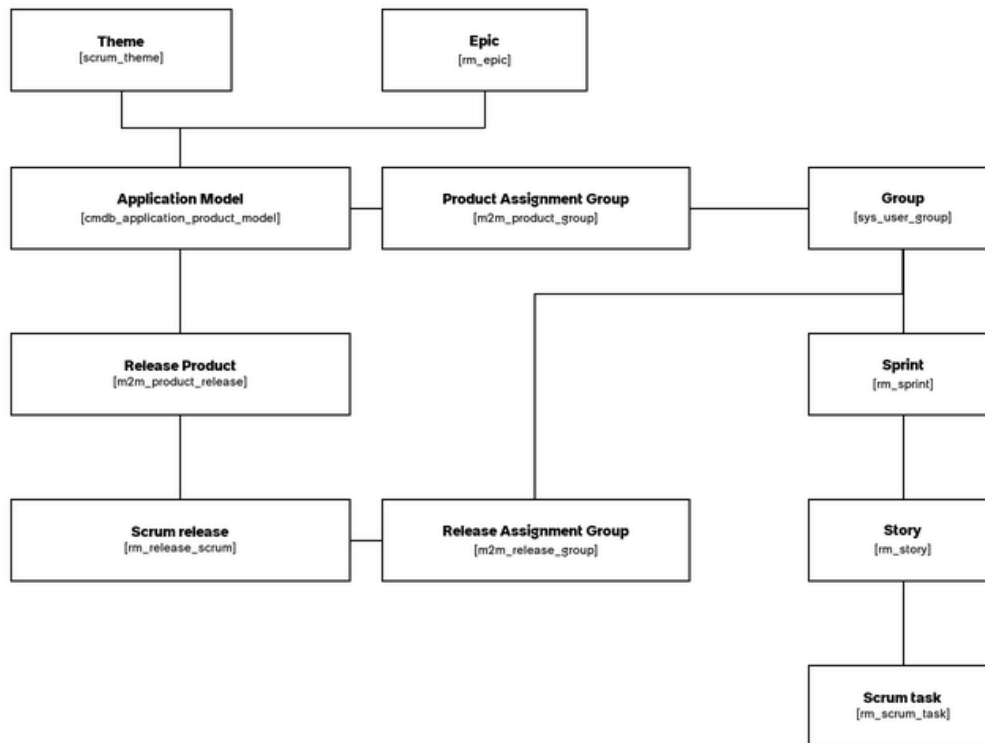 Theme
[scrum_theme]
Epic
[rm_epic]
Application Model
[cmdb_application_product_model]
Product Assignment Group
[m2m_product_group]
Group
[sys_user_group]
Release Product
[m2m_product_release]
Sprint
[rm_sprint]
Scrum release
[rm_release_scrum]
Release Assignment Group
[m2m_release_group]
Story
[rm_story]
Scrum task
[rm_scrum_task]